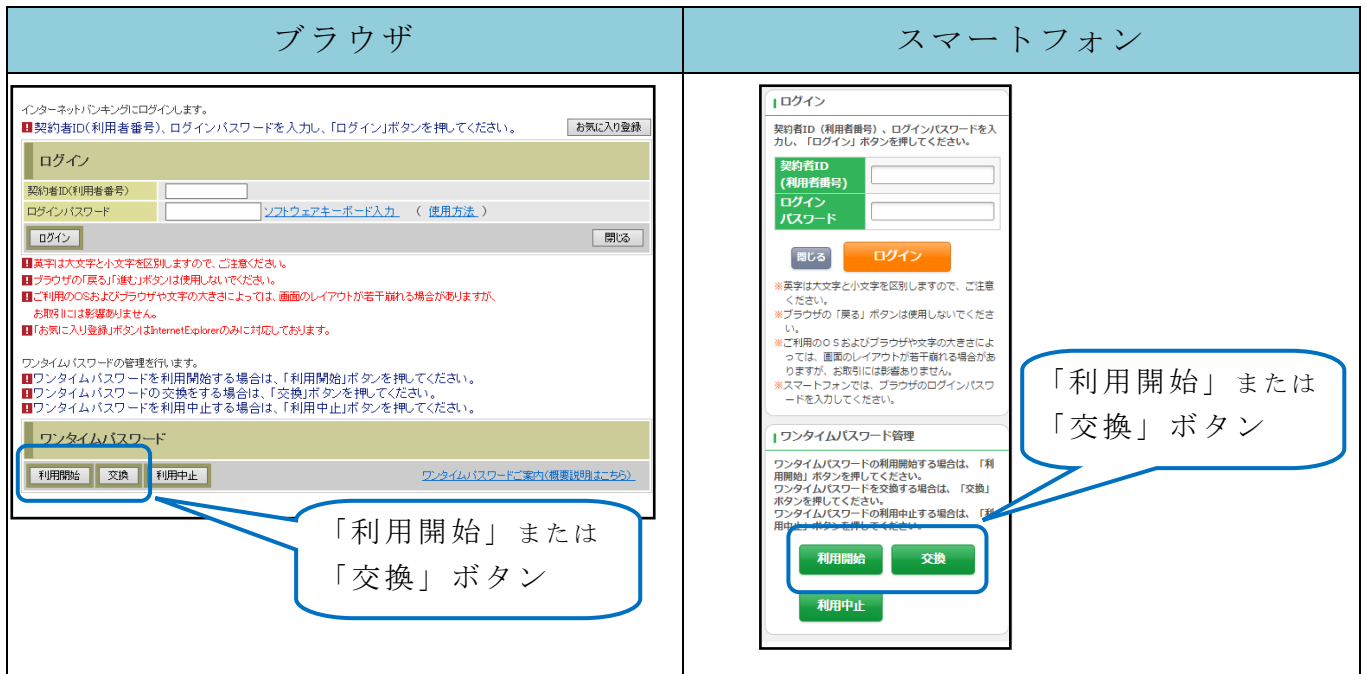 ブラウザ
インターネットバンキングにログインします。
契約者ID(利用者番号)、ログインパスワードを入力し、「ログイン」ボタンを押してください。
お気に入り登録
ログイン
契約者ID(利用者番号)
ログインパスワード
ソフトウェアキーボード入力 ( 使用方法 )
ログイン
閉じる
英字は大文字と小文字を区別しますので、ご注意ください。
ブラウザの「戻る」「進む」ボタンは使用しないでください。
ご利用のOSおよびブラウザや文字の大きさによっては、画面のレイアウトが若干崩れる場合がありますが、
お取引には影響ありません。
「お気に入り登録」ボタンはInternetExplorerのみに対応しております。
ワンタイムパスワードの管理を行います。
ワンタイムパスワードを利用開始する場合は、「利用開始」ボタンを押してください。
ワンタイムパスワードの交換をする場合は、「交換」ボタンを押してください。
ワンタイムパスワードを利用中止する場合は、「利用中止」ボタンを押してください。
ワンタイムパスワード
利用開始
交換
利用中止
ワンタイムパスワードご案内(概要説明はこちら)
「利用開始」または
「交換」ボタン
スマートフォン
ログイン
契約者ID(利用者番号)、ログインパスワードを入
力し、「ログイン」ボタンを押してください。
契約者ID
(利用者番号)
ログイン
パスワード
閉じる
ログイン
※英字は大文字と小文字を区別しますので、ご注意
ください。
※ブラウザの「戻る」ボタンは使用しないでくださ
い。
※ご利用のOSおよびブラウザや文字の大きさによ
っては、画面のレイアウトが若干崩れる場合があ
りますが、お取引には影響ありません。
※スマートフォンでは、ブラウザのログインパスワ
ードを入力してください。
ワンタイムパスワード管理
ワンタイムパスワードの利用開始する場合は、「利
用開始」ボタンを押してください。
ワンタイムパスワードを交換する場合は、「交換」
ボタンを押してください。
ワンタイムパスワードの利用中止する場合は、「利
用中止」ボタンを押してください。
利用開始
交換
利用中止
「利用開始」または
「交換」ボタン